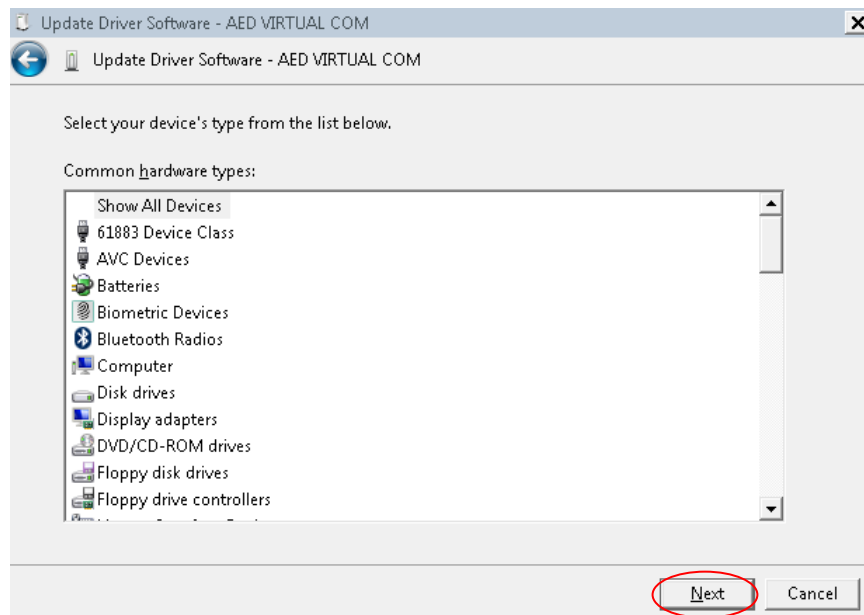 Update Driver Software - AED VIRTUAL COM
Update Driver Software - AED VIRTUAL COM
Select your device's type from the list below.
Common hardware types:
Show All Devices
61883 Device Class
AVC Devices
Batteries
Biometric Devices
Bluetooth Radios
Computer
Disk drives
Display adapters
DVD/CD-ROM drives
Floppy disk drives
Floppy drive controllers
Next Cancel